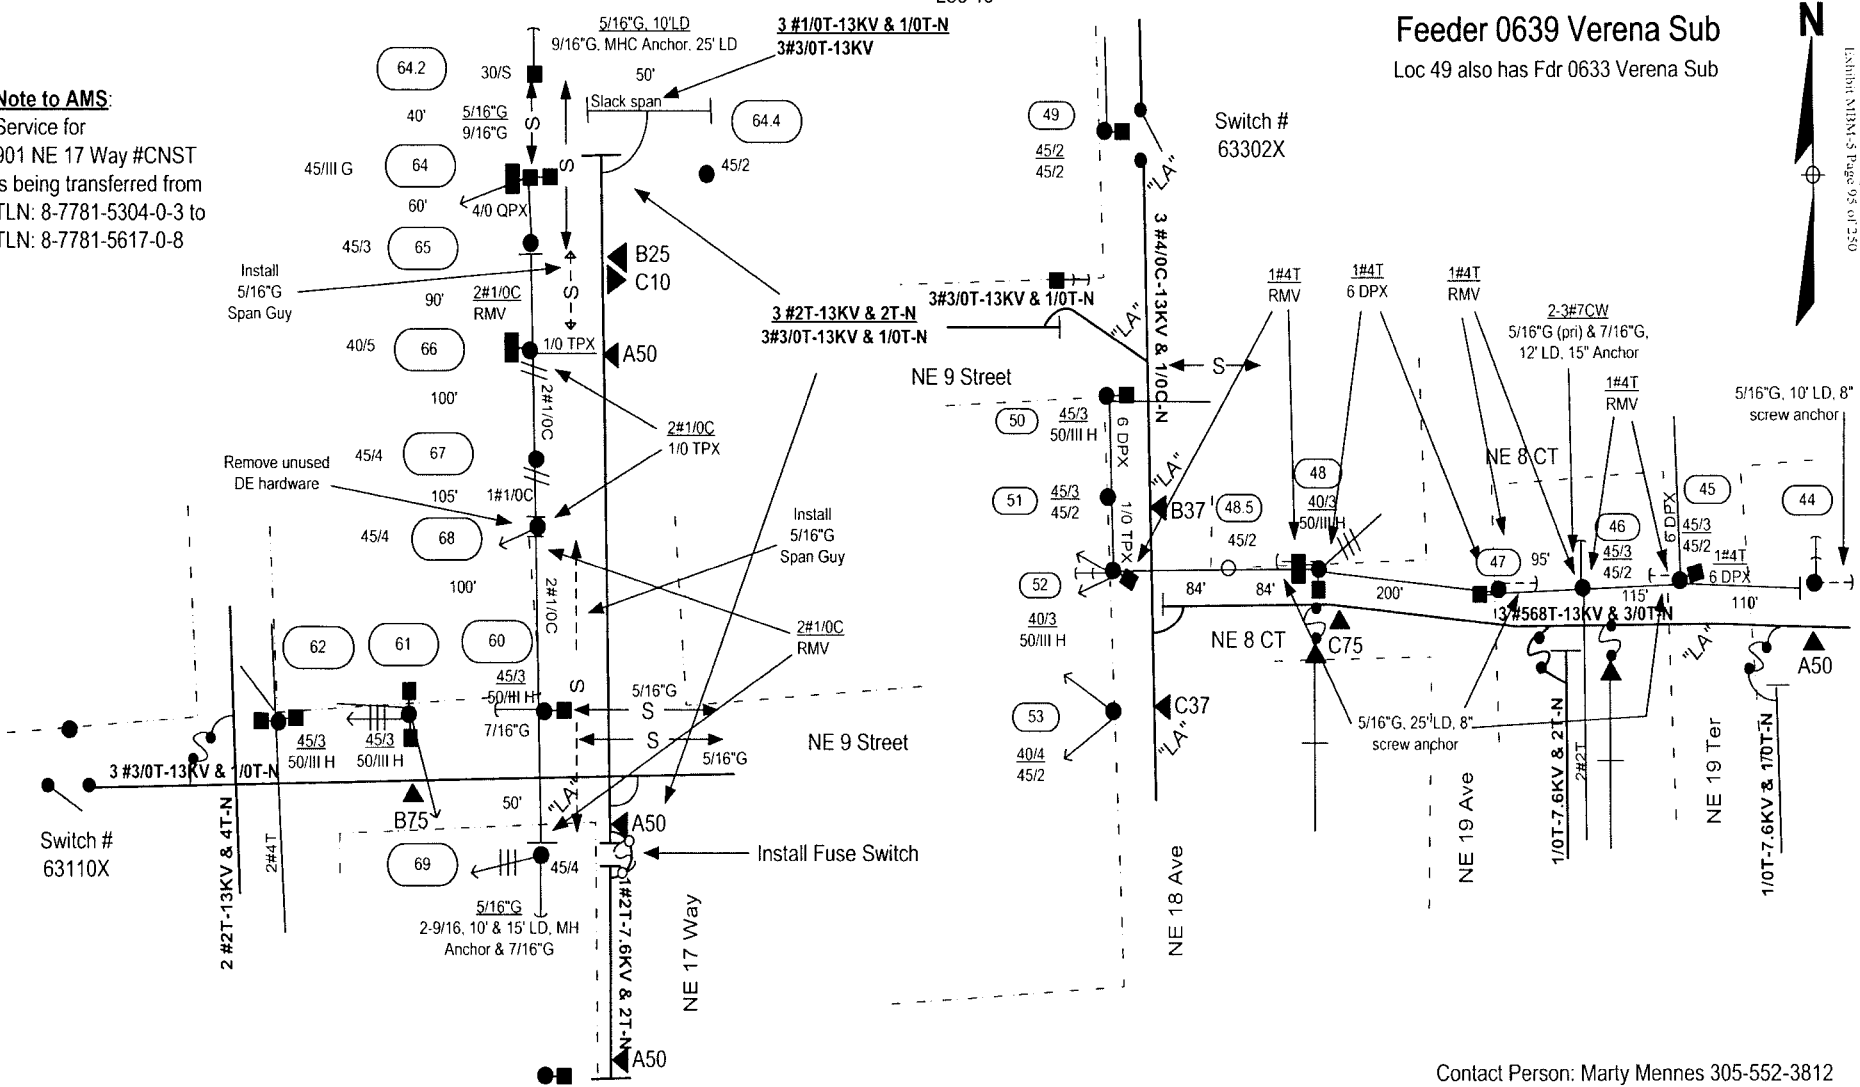 Feeder 0639 Verena Sub
Loc 49 also has Fdr 0633 Verena Sub
N
Exhibit MBM-5 Page 95 of 250
Note to AMS:
Service for
901 NE 17 Way #CNST
is being transferred from
TLN: 8-7781-5304-0-3 to
TLN: 8-7781-5617-0-8
5/16"G, 10'LD
9/16"G. MHC Anchor. 25' LD
3 #1/0T-13KV & 1/0T-N
3#3/0T-13KV
64.2
30/S
50'
Slack span
64.4
45/2
40'
5/16"G
9/16"G
S
S
45/III G
64
60'
4/0 QPX
45/3
65
Install
5/16"G
Span Guy
S
B25
C10
90'
2#1/0C
RMV
3 #2T-13KV & 2T-N
3#3/0T-13KV & 1/0T-N
40/5
66
1/0 TPX
A50
100'
2#1/0C
2#1/0C
1/0 TPX
45/4
67
Remove unused
DE hardware
105'
1#1/0C
45/4
68
Install
5/16"G
Span Guy
100'
2#1/0C
2#1/0C
RMV
62
61
60
45/3
50/III H
7/16"G
S
5/16"G
S
S
5/16"G
NE 9 Street
45/3
50/III H
45/3
50/III H
3 #3/0T-13KV & 1/0T-N
Switch #
63110X
B75
50'
"LA"
2 #2T-13KV & 4T-N
2#4T
69
45/4
A50
Install Fuse Switch
5/16"G
2-9/16, 10' & 15' LD, MH
Anchor & 7/16"G
1#2T-7.6KV & 2T-N
NE 17 Way
A50
49
45/2
45/2
Switch #
63302X
"LA"
3 #4/0C-13KV & 1/0C-N
3#3/0T-13KV & 1/0T-N
"LA"
NE 9 Street
S
50
45/3
50/III H
6 DPX
51
45/3
45/2
1/0 TPX
"LA"
B37
52
40/3
50/III H
53
40/4
45/2
C37
"LA"
NE 18 Ave
1#4T
RMV
1#4T
6 DPX
1#4T
RMV
2-3#7CW
5/16"G (pri) & 7/16"G,
12' LD, 15" Anchor
1#4T
RMV
5/16"G, 10' LD, 8"
screw anchor
NE 8 CT
48.5
45/2
48
40/3
50/III H
47
95'
46
45/3
45/2
6 DPX
45
45/3
45/2
1#4T
6 DPX
44
84'
84'
200'
115'
110'
3 #568T-13KV & 3/0T-N
NE 8 CT
C75
"LA"
A50
5/16"G, 25' LD, 8"
screw anchor
NE 19 Ave
1/0T-7.6KV & 2T-N
2#2T
NE 19 Ter
1/0T-7.6KV & 1/0T-N
Contact Person: Marty Mennes 305-552-3812